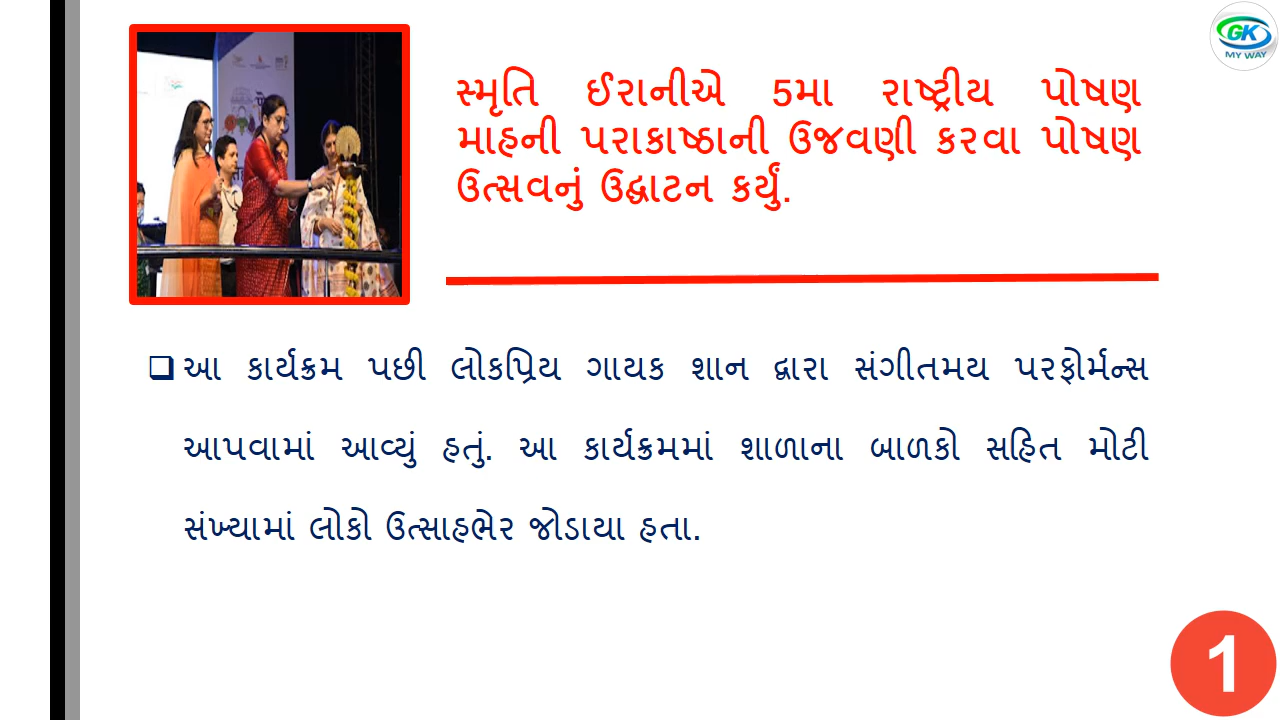 GK
MY WAY
સ્મૃતિ ઈરાનીએ 5મા રાષ્ટ્રીય પોષણ
માહની પરાકાષ્ઠાની ઉજવણી કરવા પોષણ
ઉત્સવનું ઉદ્ઘાટન કર્યું.
❑ આ કાર્યક્રમ પછી લોકપ્રિય ગાયક શાન દ્વારા સંગીતમય પરફોર્મન્સ
આપવામાં આવ્યું હતું. આ કાર્યક્રમમાં શાળાના બાળકો સહિત મોટી
સંખ્યામાં લોકો ઉત્સાહભેર જોડાયા હતા.
1